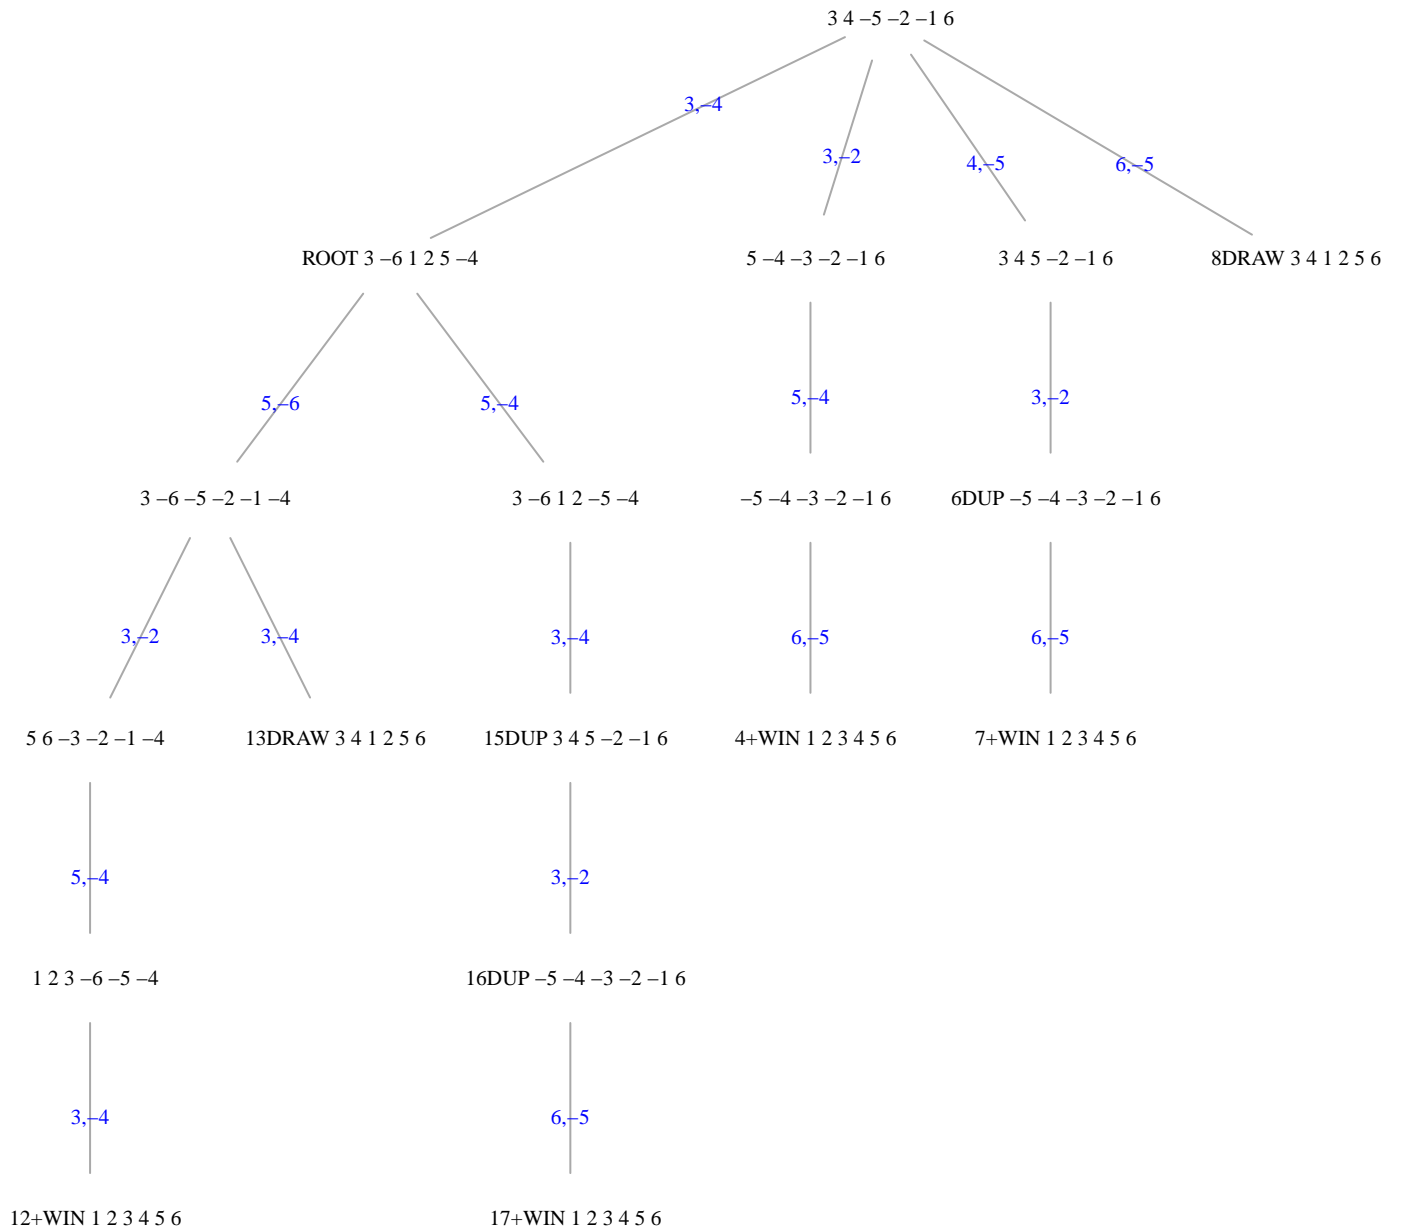 3 4 –5 –2 –1 6
3,–4
3,–2
4,–5
6,–5
ROOT 3 –6 1 2 5 –4
5 –4 –3 –2 –1 6
3 4 5 –2 –1 6
8DRAW 3 4 1 2 5 6
5,–6
5,–4
5,–4
3,–2
3 –6 –5 –2 –1 –4
3 –6 1 2 –5 –4
–5 –4 –3 –2 –1 6
6DUP –5 –4 –3 –2 –1 6
3,–2
3,–4
3,–4
6,–5
6,–5
5 6 –3 –2 –1 –4
13DRAW 3 4 1 2 5 6
15DUP 3 4 5 –2 –1 6
4+WIN 1 2 3 4 5 6
7+WIN 1 2 3 4 5 6
5,–4
3,–2
1 2 3 –6 –5 –4
16DUP –5 –4 –3 –2 –1 6
3,–4
6,–5
12+WIN 1 2 3 4 5 6
17+WIN 1 2 3 4 5 6